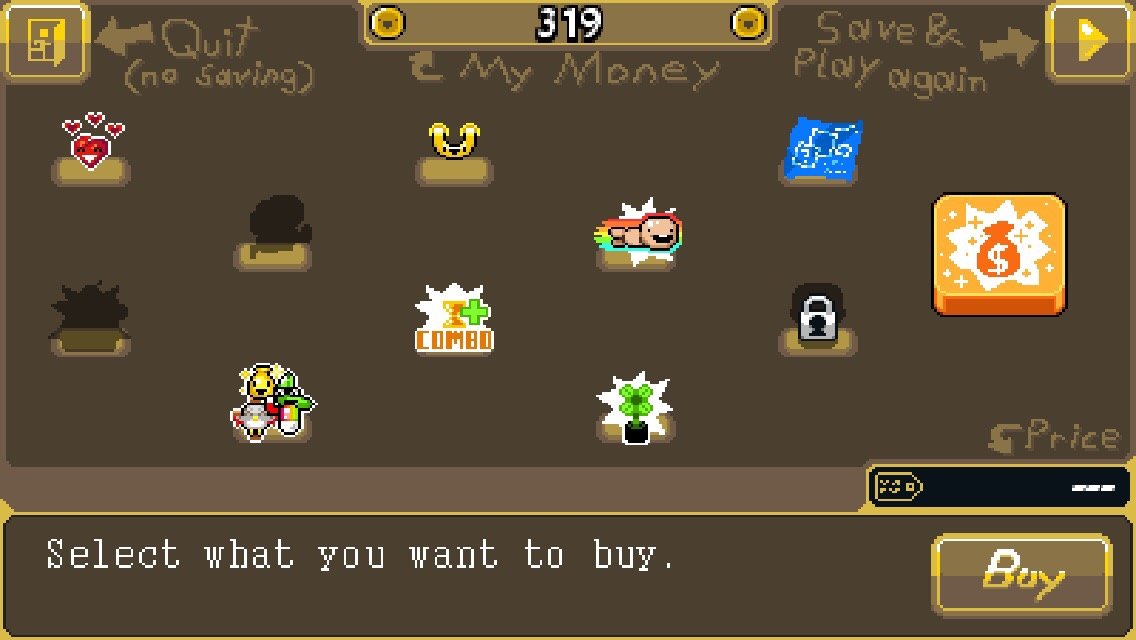 Quit
(no saving)
319
My Money
Save &
Play again
$
COMBO
Price
---
Select what you want to buy.
Buy